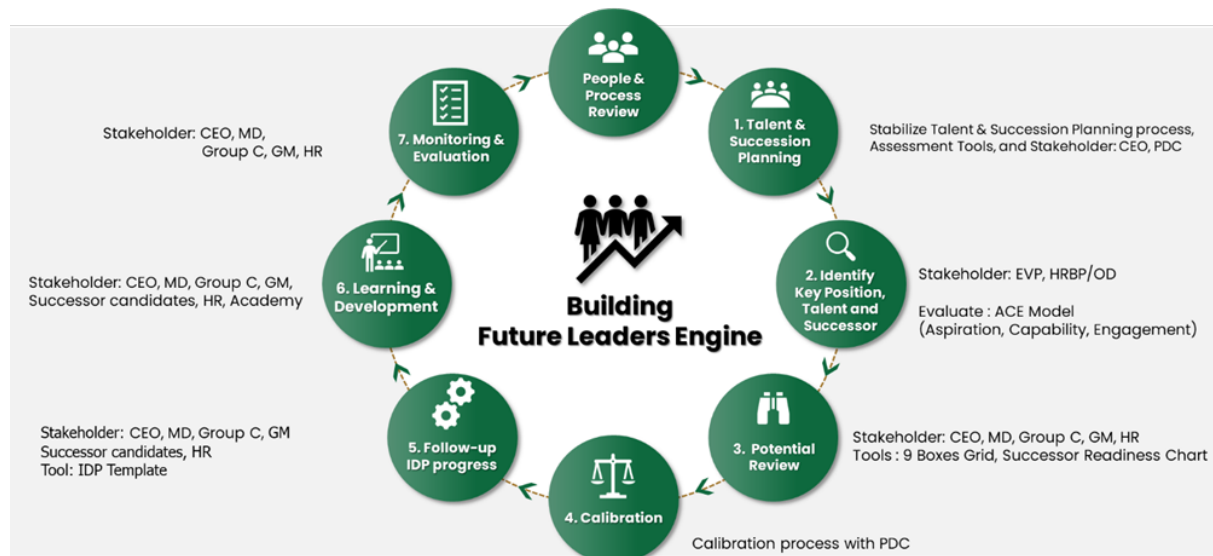 People &
Process
Review
1. Talent &
Succession
Planning
Stabilize Talent & Succession Planning process,
Assessment Tools, and Stakeholder: CEO, PDC
2. Identify
Key Position,
Talent and
Successor
Stakeholder: EVP, HRBP/OD
Evaluate : ACE Model
(Aspiration, Capability, Engagement)
3. Potential
Review
Stakeholder: CEO, MD, Group C, GM, HR
Tools : 9 Boxes Grid, Successor Readiness Chart
4. Calibration
Calibration process with PDC
5. Follow-up
IDP progress
Stakeholder: CEO, MD, Group C, GM
Successor candidates, HR
Tool: IDP Template
6. Learning &
Development
Stakeholder: CEO, MD, Group C, GM,
Successor candidates, HR, Academy
7. Monitoring &
Evaluation
Stakeholder: CEO, MD,
Group C, GM, HR
Building
Future Leaders Engine